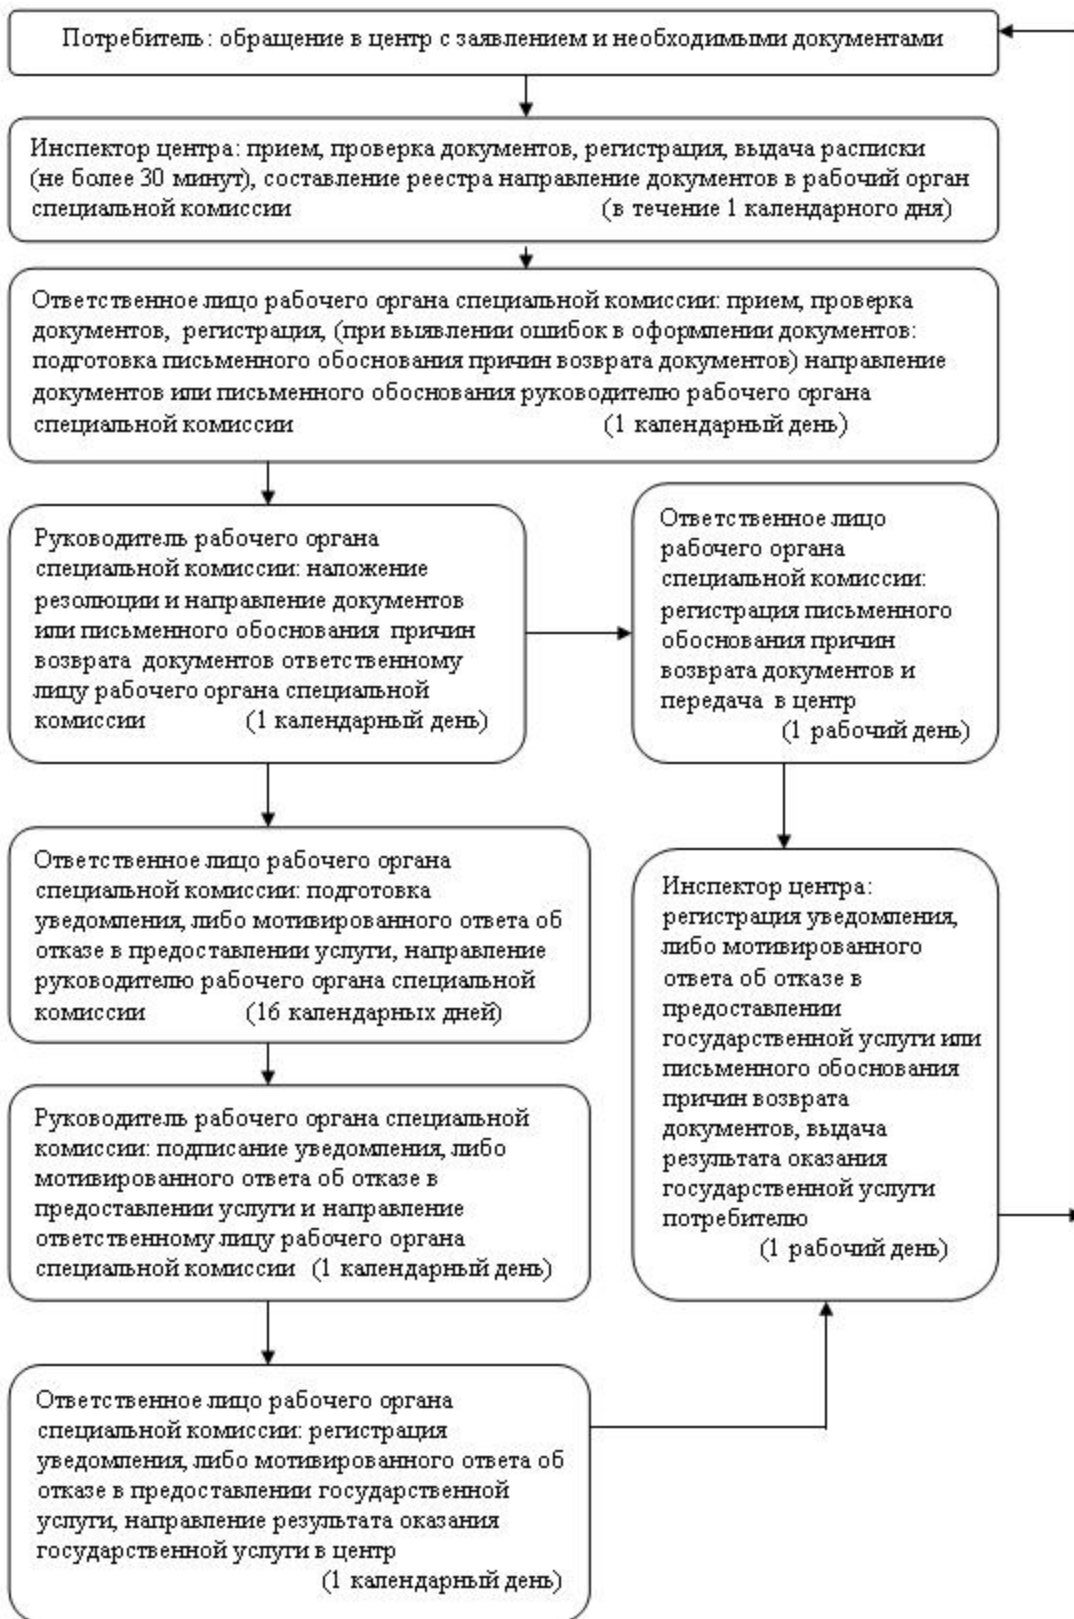 Потребитель: обращение в центр с заявлением и необходимыми документами
Инспектор центра: прием, проверка документов, регистрация, выдача расписки
(не более 30 минут), составление реестра направление документов в рабочий орган
специальной комиссии (в течение 1 календарного дня)
Ответственное лицо рабочего органа специальной комиссии: прием, проверка
документов, регистрация, (при выявлении ошибок в оформлении документов:
подготовка письменного обоснования причин возврата документов) направление
документов или письменного обоснования руководителю рабочего органа
специальной комиссии (1 календарный день)
Руководитель рабочего органа
специальной комиссии: наложение
резолюции и направление документов
или письменного обоснования причин
возврата документов ответственному
лицу рабочего органа специальной
комиссии (1 календарный день)
Ответственное лицо
рабочего органа
специальной комиссии:
регистрация письменного
обоснования причин
возврата документов и
передача в центр
(1 рабочий день)
Ответственное лицо рабочего органа
специальной комиссии: подготовка
уведомления, либо мотивированного ответа об
отказе в предоставлении услуги, направление
руководителю рабочего органа специальной
комиссии (16 календарных дней)
Инспектор центра:
регистрация уведомления,
либо мотивированного
ответа об отказе в
предоставлении
государственной услуги или
письменного обоснования
причин возврата
документов, выдача
результата оказания
государственной услуги
потребителю
(1 рабочий день)
Руководитель рабочего органа специальной
комиссии: подписание уведомления, либо
мотивированного ответа об отказе в
предоставлении услуги и направление
ответственному лицу рабочего органа
специальной комиссии (1 календарный день)
Ответственное лицо рабочего органа
специальной комиссии: регистрация
уведомления, либо мотивированного ответа об
отказе в предоставлении государственной
услуги, направление результата оказания
государственной услуги в центр
(1 календарный день)